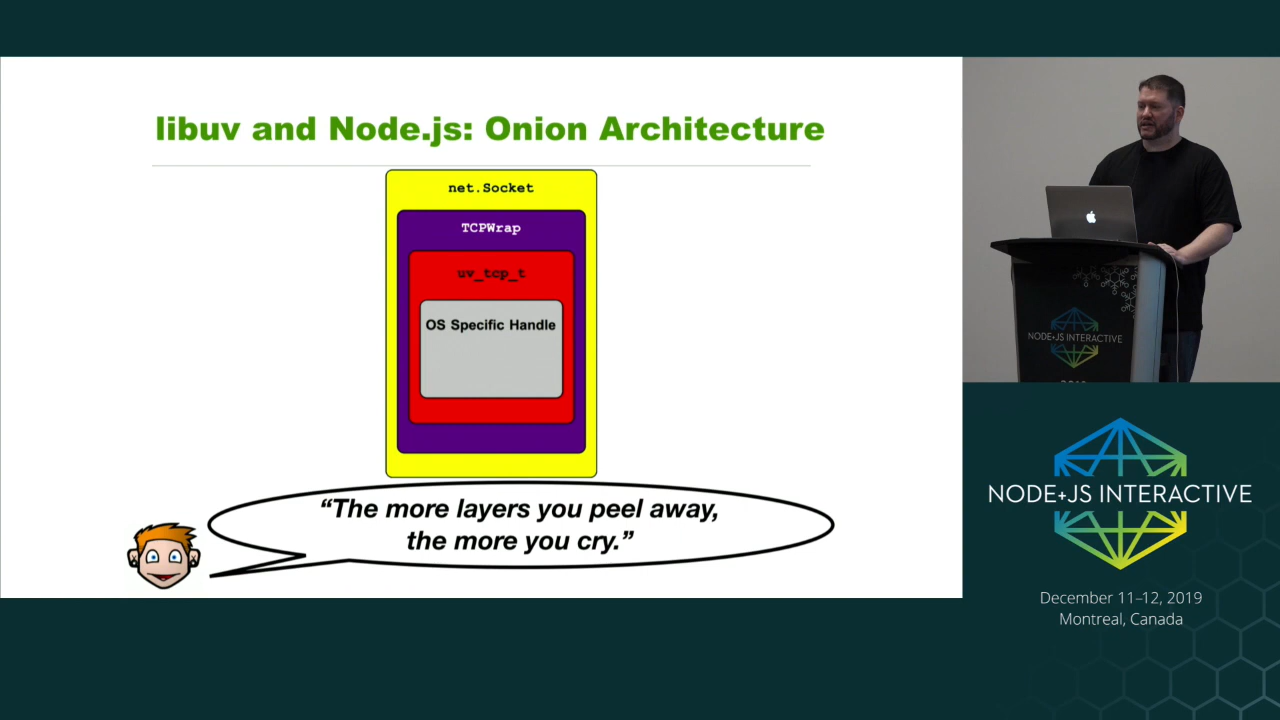 libuv and Node.js: Onion Architecture
net.Socket
TCPWrap
uv_tcp_t
OS Specific Handle
“The more layers you peel away,
the more you cry.”
NODE+JS INTERACTIVE
NODE+JS INTERACTIVE
December 11–12, 2019
Montreal, Canada